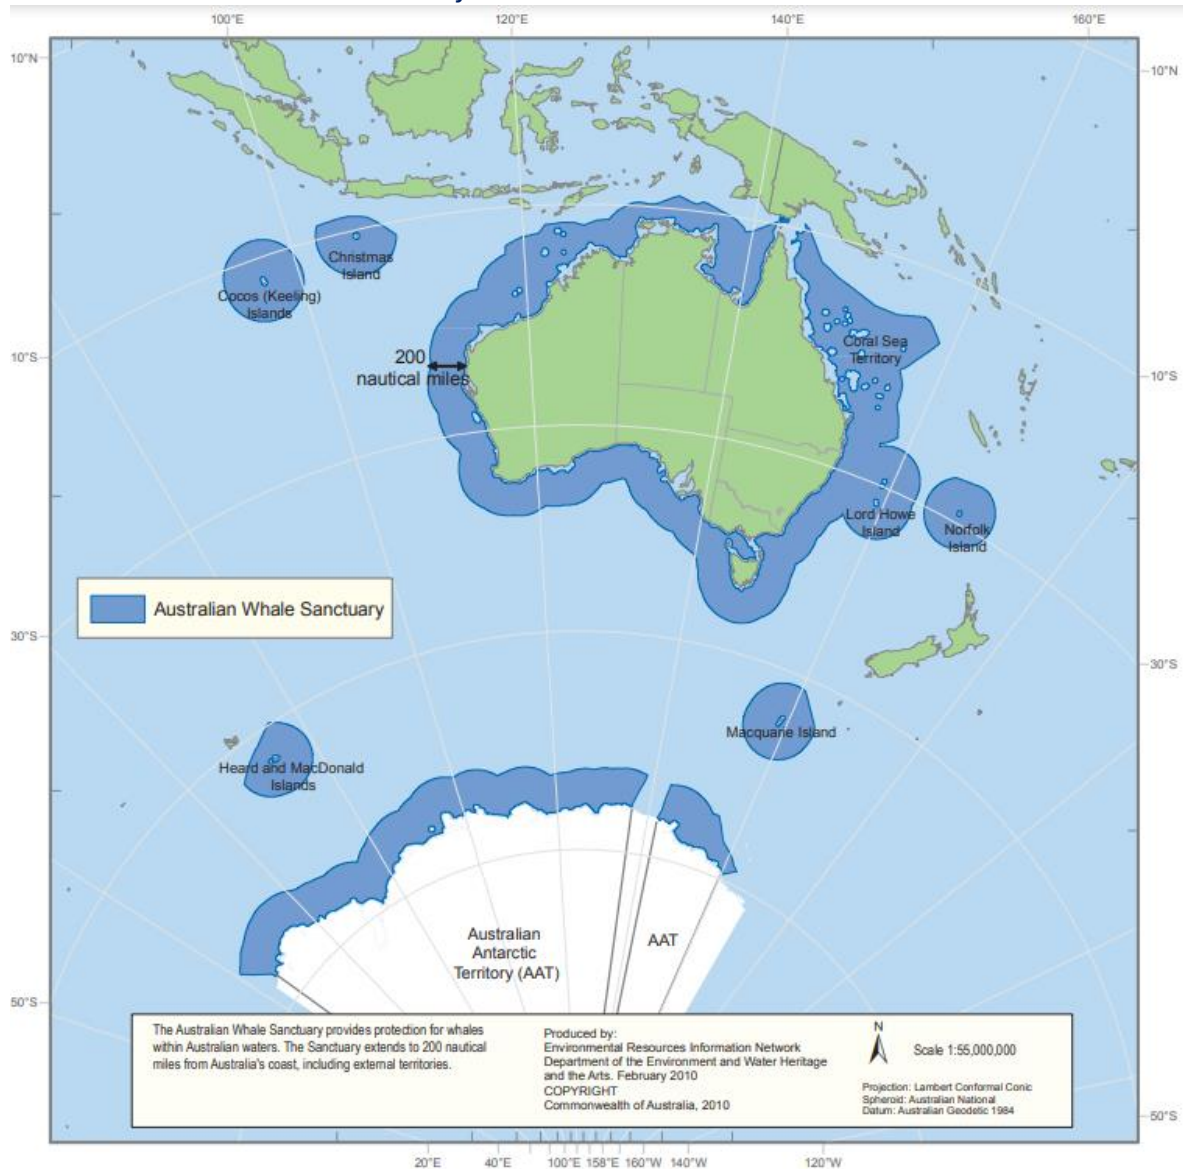 100°E 120°E 140°E 160°E
10°N
10°N
Christmas
Island
Cocos (Keeling)
Islands
200
nautical miles
Coral Sea
Territory
10°S
10°S
Lord Howe
Island
Norfolk
Island
Australian Whale Sanctuary
30°S
30°S
Macquarie Island
Heard and MacDonald
Islands
Australian
Antarctic
Territory (AAT)
AAT
50°S
The Australian Whale Sanctuary provides protection for whales
within Australian waters. The Sanctuary extends to 200 nautical
miles from Australia's coast, including external territories.
Produced by:
Environmental Resources Information Network
Department of the Environment and Water Heritage
and the Arts. February 2010
COPYRIGHT
Commonwealth of Australia, 2010
N
Scale 1:55,000,000
Projection: Lambert Conformal Conic
Spheroid: Australian National
Datum: Australian Geodetic 1984
50°S
20°E 40°E 100°E 158°E 160°W 140°W 120°W